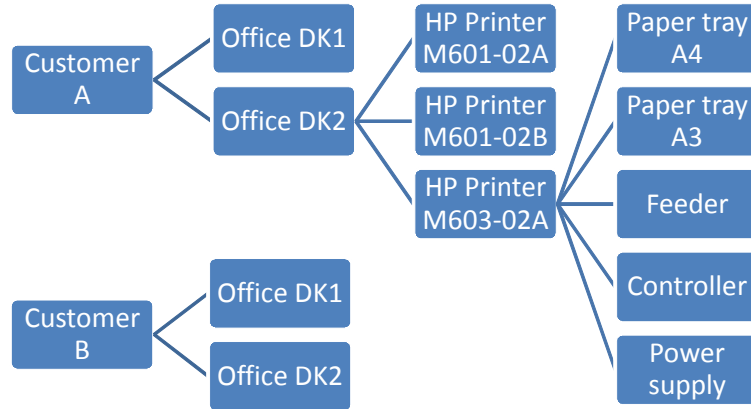 Customer
A
Office DK1
Office DK2
HP Printer
M601-02A
HP Printer
M601-02B
HP Printer
M603-02A
Paper tray
A4
Paper tray
A3
Feeder
Controller
Power
supply
Customer
B
Office DK1
Office DK2